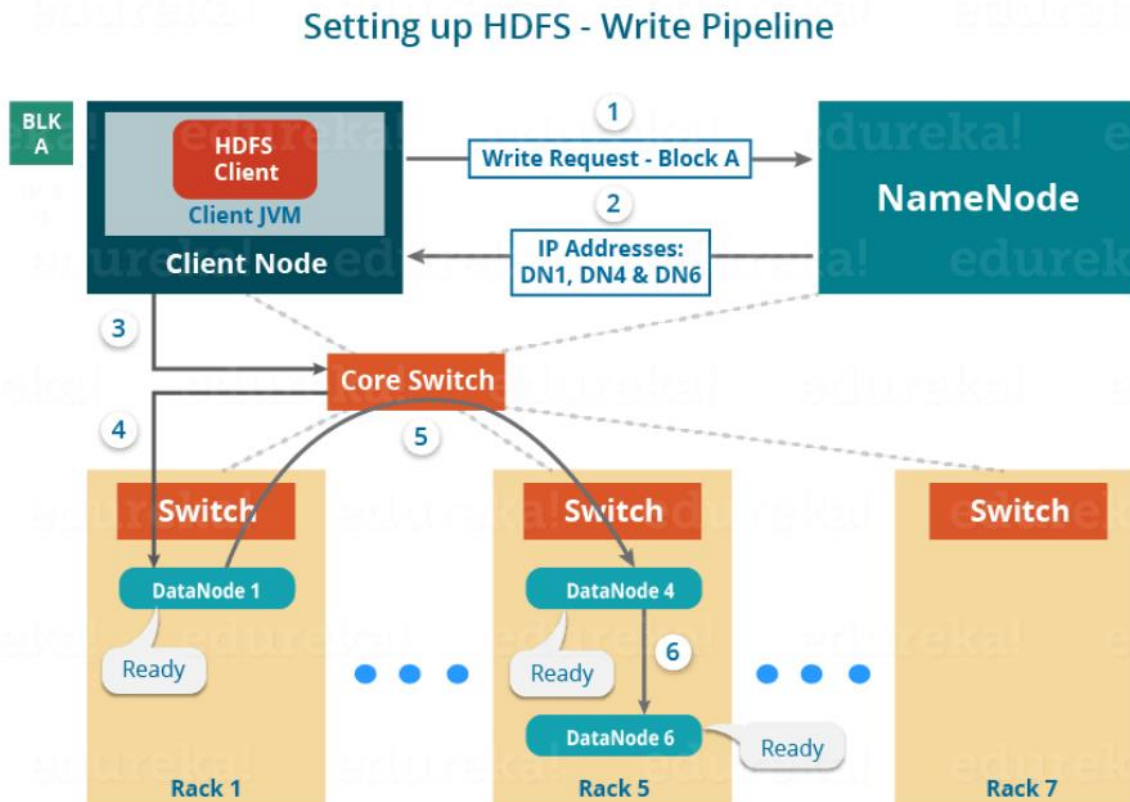 Setting up HDFS - Write Pipeline
BLK
A
HDFS
Client
Client JVM
Client Node
1
Write Request - Block A
2
IP Addresses:
DN1, DN4 & DN6
NameNode
3
Core Switch
4
5
Switch
Switch
Switch
DataNode 1
DataNode 4
Ready
Ready
6
DataNode 6
Ready
Rack 1
Rack 5
Rack 7
edureka!